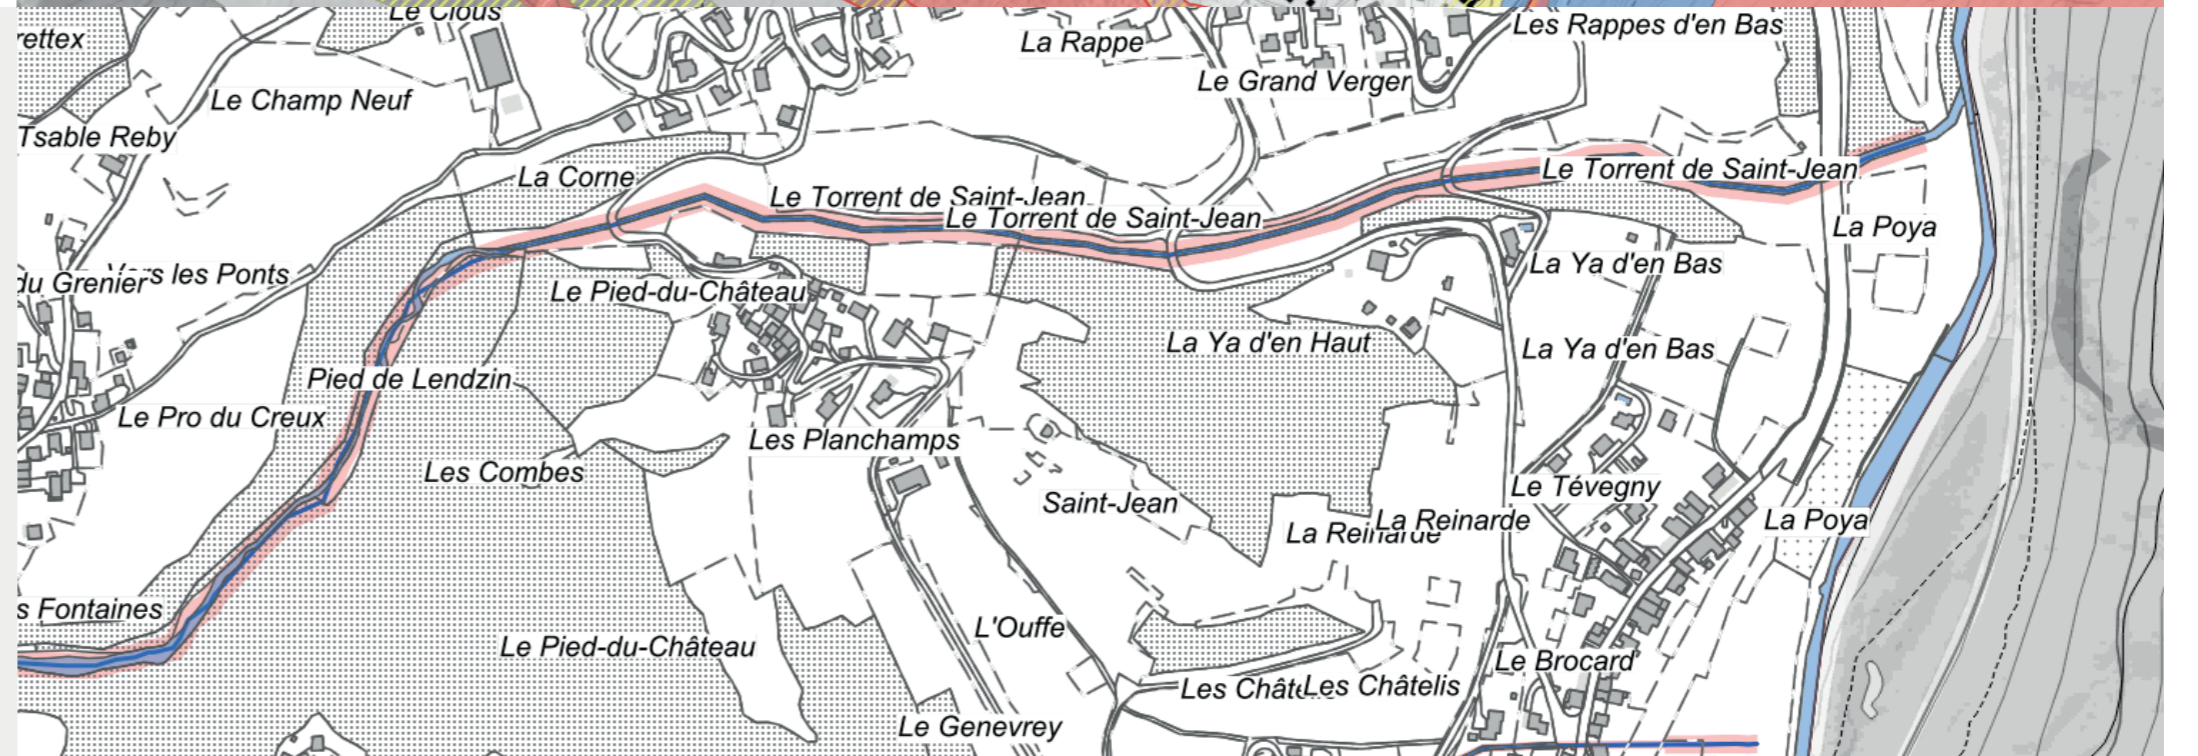 Le Clous
rettex
La Rappe
Les Rappes d'en Bas
Le Champ Neuf
Le Grand Verger
Tsable Reby
La Corne
Le Torrent de Saint-Jean
Le Torrent de Saint-Jean
Le Torrent de Saint-Jean
La Poya
du Grenier
Vers les Ponts
Le Pied-du-Château
La Ya d'en Bas
La Ya d'en Haut
La Ya d'en Bas
Pied de Lendzin
Le Pro du Creux
Les Planchamps
Les Combes
Saint-Jean
Le Tévegny
La Reinarde
La Reinarde
La Poya
s Fontaines
L'Ouffe
Le Pied-du-Château
Le Brocard
Les Châtelis
Le Genevrey